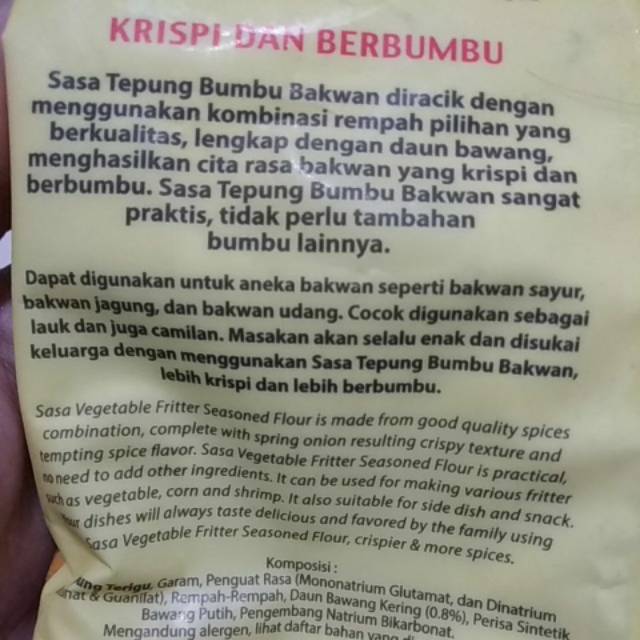 KRISPI DAN BERBUMBU
Sasa Tepung Bumbu Bakwan diracik dengan
menggunakan kombinasi rempah pilihan yang
berkualitas, lengkap dengan daun bawang,
menghasilkan cita rasa bakwan yang krispi dan
berbumbu. Sasa Tepung Bumbu Bakwan sangat
praktis, tidak perlu tambahan
bumbu lainnya.
Dapat digunakan untuk aneka bakwan seperti bakwan sayur,
bakwan jagung, dan bakwan udang. Cocok digunakan sebagai
lauk dan juga camilan. Masakan akan selalu enak dan disukai
keluarga dengan menggunakan Sasa Tepung Bumbu Bakwan,
lebih krispi dan lebih berbumbu.
Sasa Vegetable Fritter Seasoned Flour is made from good quality spices
combination, complete with spring onion resulting crispy texture and
tempting spice flavor. Sasa Vegetable Fritter Seasoned Flour is practical,
no need to add other ingredients. It can be used for making various fritter
such as vegetable, corn and shrimp. It also suitable for side dish and snack.
Your dishes will always taste delicious and favored by the family using
Sasa Vegetable Fritter Seasoned Flour, crispier & more spices.
Komposisi :
Terigu, Garam, Penguat Rasa (Mononatrium Glutamat, dan Dinatrium
& Guanilat), Rempah-Rempah, Daun Bawang Kering (0.8%), Perisa Sintetik
Bawang Putih, Pengembang Natrium Bikarbonat.
Mengandung alergen, lihat daftar bahan yang